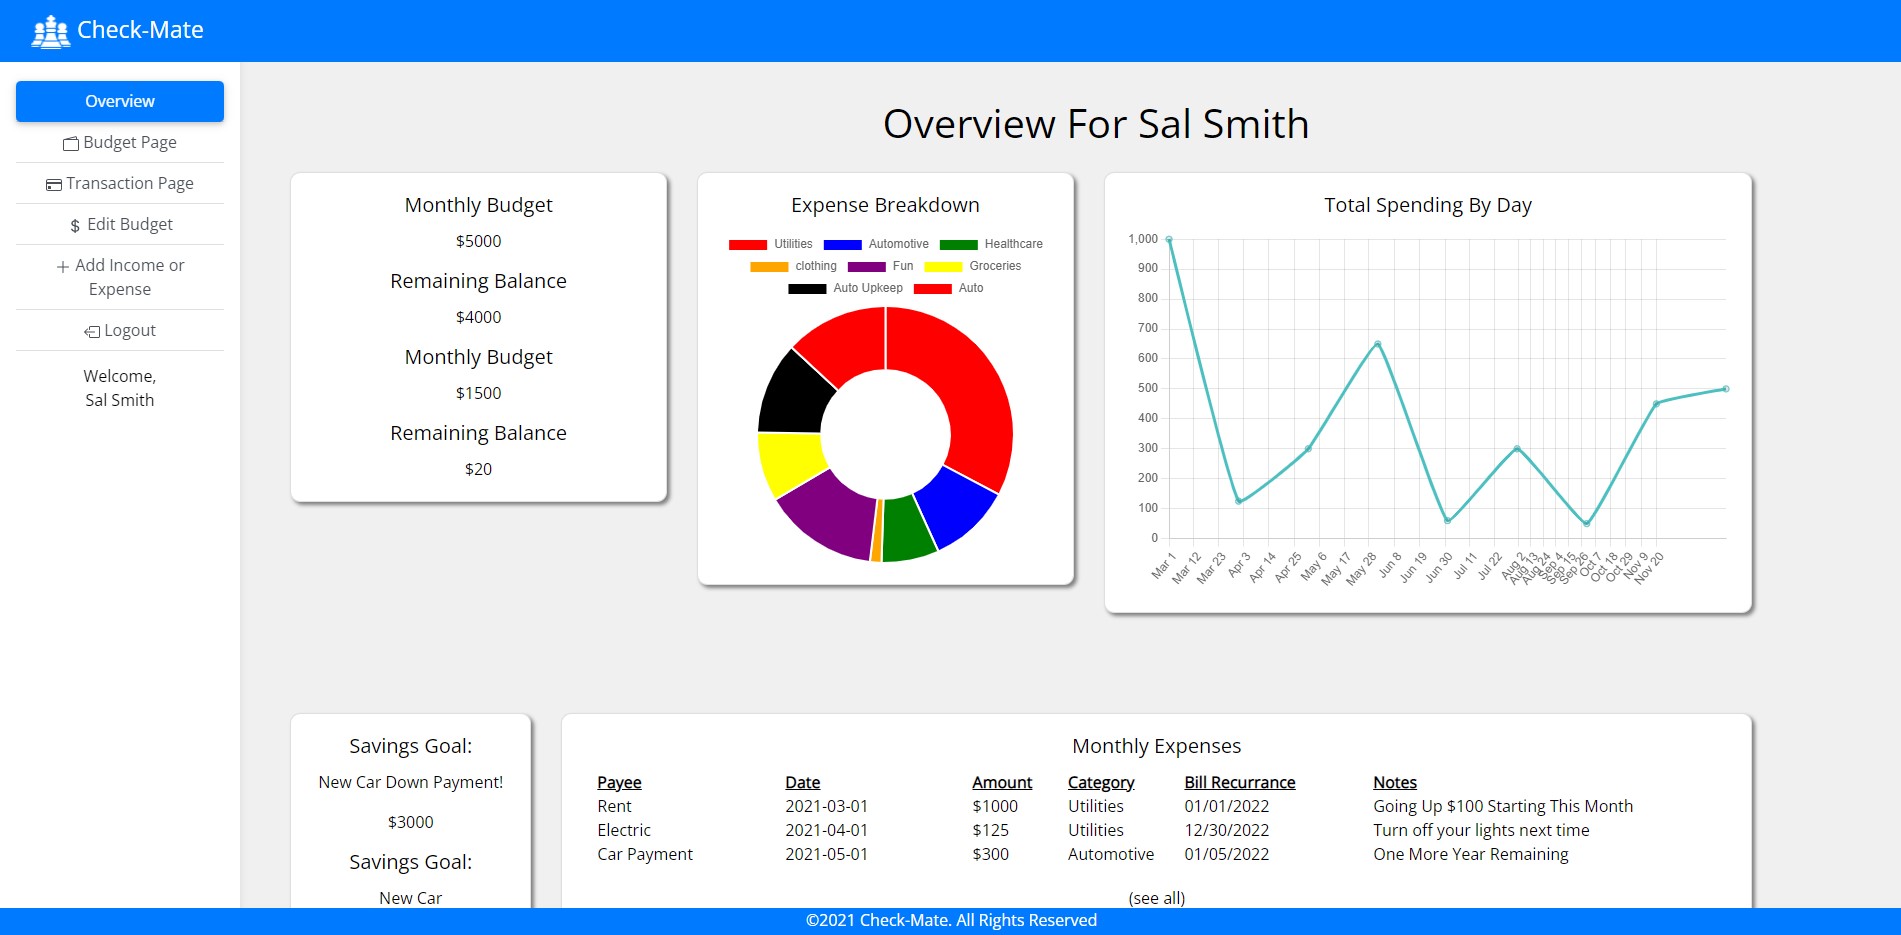 Check-Mate
Overview
Budget Page
Transaction Page
$ Edit Budget
+ Add Income or
Expense
Logout
Welcome,
Sal Smith
Overview For Sal Smith
Monthly Budget
$5000
Remaining Balance
$4000
Monthly Budget
$1500
Remaining Balance
$20
Expense Breakdown
Utilities Automotive Healthcare
clothing Fun Groceries
Auto Upkeep Auto
Total Spending By Day
1,000
900
800
700
600
500
400
300
200
100
0
Mar 1 Mar 12 Mar 23 Apr 3 Apr 14 Apr 25 May 6 May 17 May 28 Jun 8 Jun 19 Jun 30 Jul 11 Jul 22 Aug 2 Aug 13 Aug 24 Sep 4 Sep 15 Sep 26 Oct 7 Oct 18 Oct 29 Nov 9 Nov 20
Savings Goal:
New Car Down Payment!
$3000
Savings Goal:
New Car
Monthly Expenses
Payee Date Amount Category Bill Recurrance Notes
Rent 2021-03-01 $1000 Utilities 01/01/2022 Going Up $100 Starting This Month
Electric 2021-04-01 $125 Utilities 12/30/2022 Turn off your lights next time
Car Payment 2021-05-01 $300 Automotive 01/05/2022 One More Year Remaining
(see all)
©2021 Check-Mate. All Rights Reserved